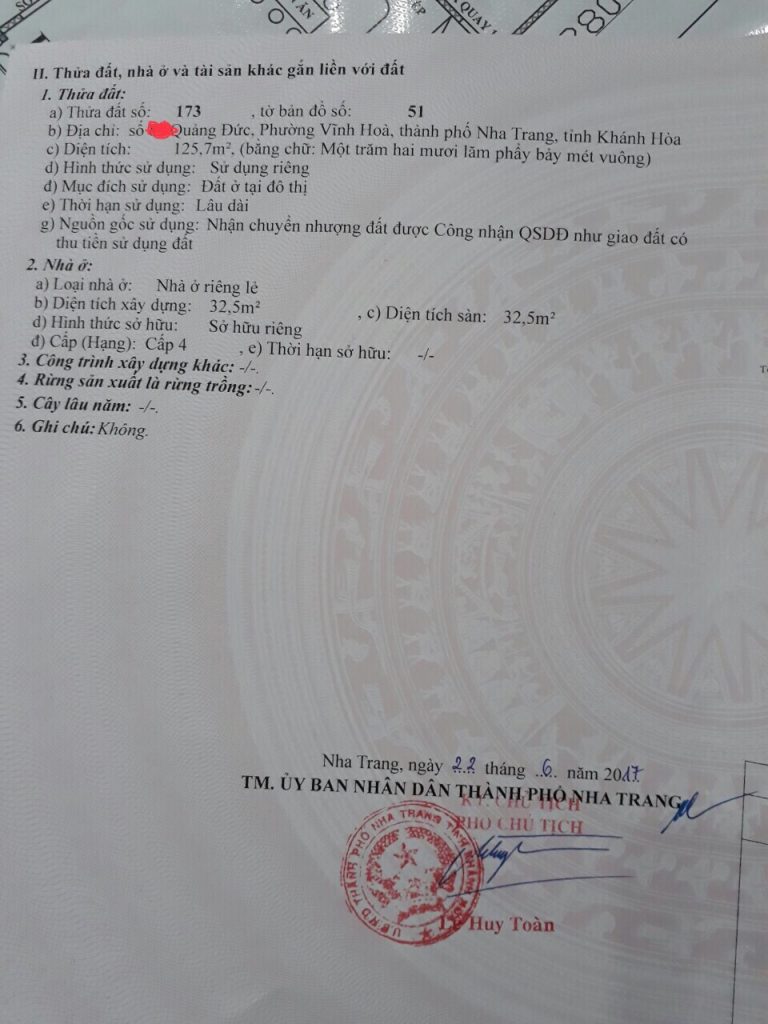 II. Thửa đất, nhà ở và tài sản khác gắn liền với đất
1. Thửa đất:
a) Thửa đất số: 173 , tờ bản đồ số: 51
b) Địa chỉ: số Quảng Đức, Phường Vĩnh Hoà, thành phố Nha Trang, tỉnh Khánh Hòa
c) Diện tích: 125,7m², (bằng chữ: Một trăm hai mươi lăm phẩy bảy mét vuông)
d) Hình thức sử dụng: Sử dụng riêng
đ) Mục đích sử dụng: Đất ở tại đô thị
e) Thời hạn sử dụng: Lâu dài
g) Nguồn gốc sử dụng: Nhận chuyển nhượng đất được Công nhận QSDĐ như giao đất có
thu tiền sử dụng đất
2. Nhà ở:
a) Loại nhà ở: Nhà ở riêng lẻ
b) Diện tích xây dựng: 32,5m² , c) Diện tích sàn: 32,5m²
d) Hình thức sở hữu: Sở hữu riêng
đ) Cấp (Hạng): Cấp 4 , e) Thời hạn sở hữu: -/-
3. Công trình xây dựng khác: -/-.
4. Rừng sản xuất là rừng trồng: -/-.
5. Cây lâu năm: -/-.
6. Ghi chú: Không.
Nha Trang, ngày 22 tháng 6 năm 2017
TM. ỦY BAN NHÂN DÂN THÀNH PHỐ NHA TRANG
KT. CHỦ TỊCH
PHÓ CHỦ TỊCH
UBND THÀNH PHỐ NHA TRANG TỈNH KHÁNH HÒA
Lê Huy Toàn